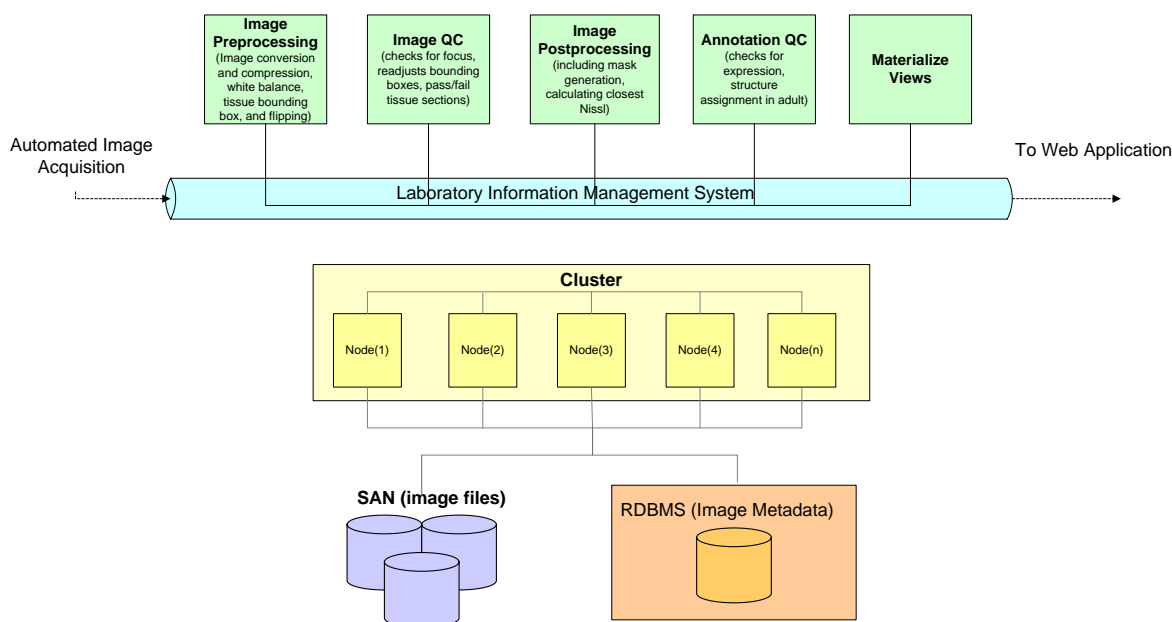 Image
Preprocessing
(Image conversion
and compression,
white balance,
tissue bounding
box, and flipping)
Image QC
(checks for focus,
readjusts bounding
boxes, pass/fail
tissue sections)
Image
Postprocessing
(including mask
generation,
calculating closest
Nissl)
Annotation QC
(checks for
expression,
structure
assignment in
adult)
Materialize
Views
Automated Image
Acquisition
To Web Application
Laboratory Information Management System
Cluster
Node(1)
Node(2)
Node(3)
Node(4)
Node(n)
SAN (image files)
RDBMS (Image Metadata)